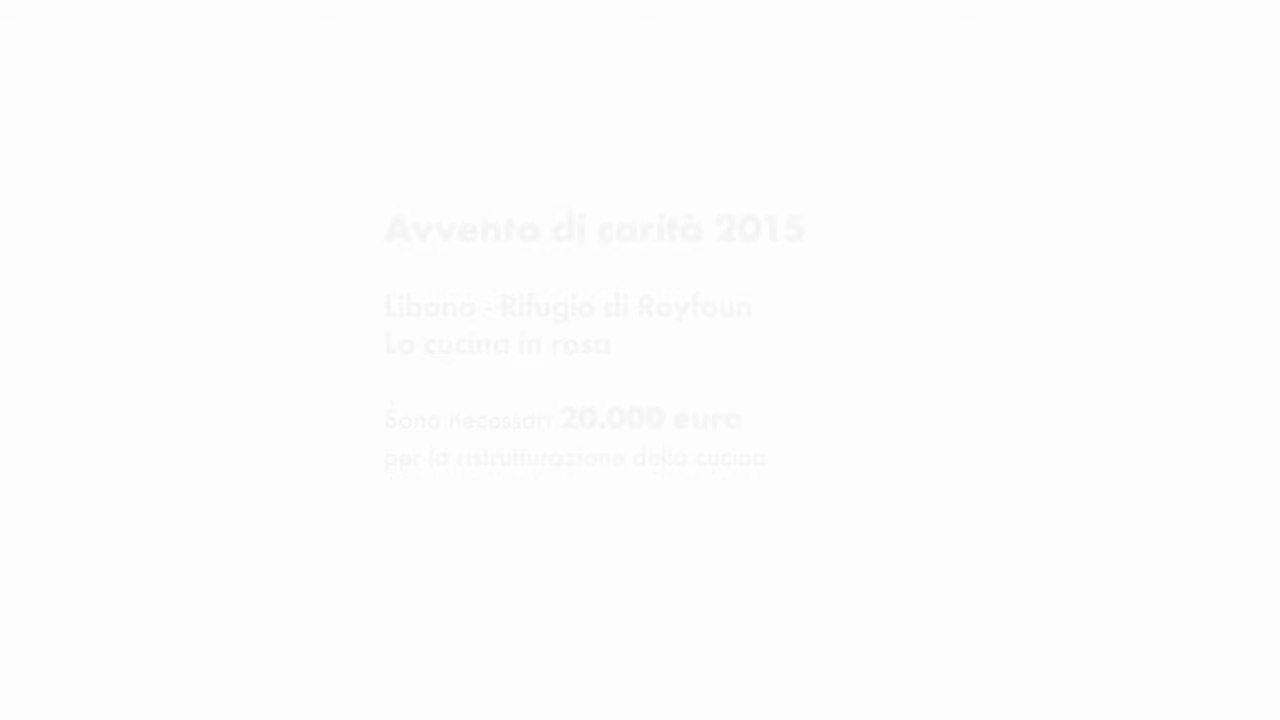 Avvento di carità 2015
Libano - Rifugio di Rayfoun
La cucina in rosa
Sono necessari 20.000 euro
per la ristrutturazione della cucina